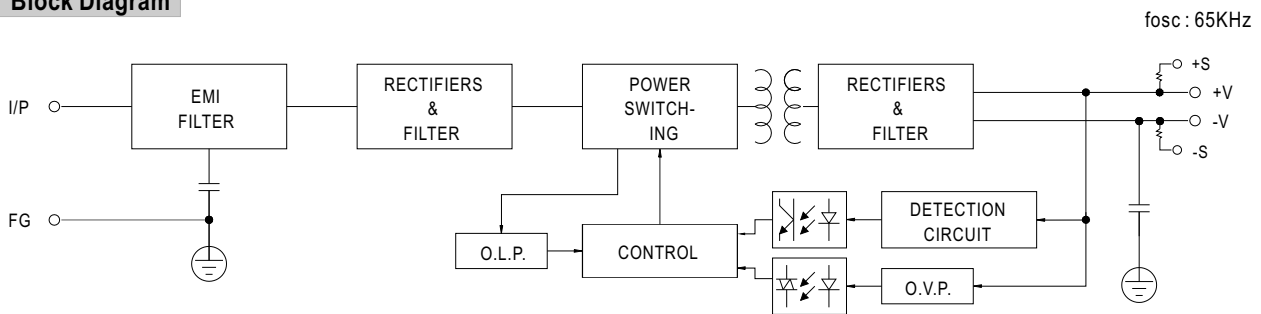 Block Diagram
fosc : 65KHz
I/P
EMI
FILTER
RECTIFIERS
&
FILTER
POWER
SWITCH-
ING
RECTIFIERS
&
FILTER
+S
+V
-V
-S
FG
O.L.P.
CONTROL
DETECTION
CIRCUIT
O.V.P.